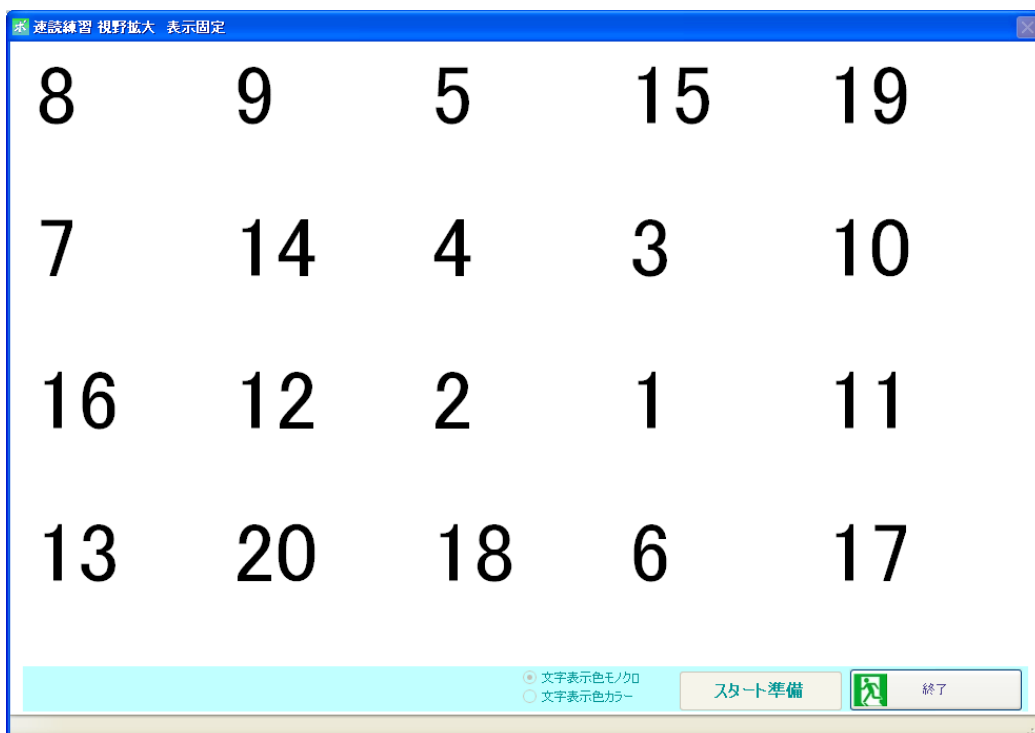 ポ 速読練習 視野拡大 表示固定
8 9 5 15 19
7 14 4 3 10
16 12 2 1 11
13 20 18 6 17
文字表示色モノクロ
文字表示色カラー
スタート準備
終了